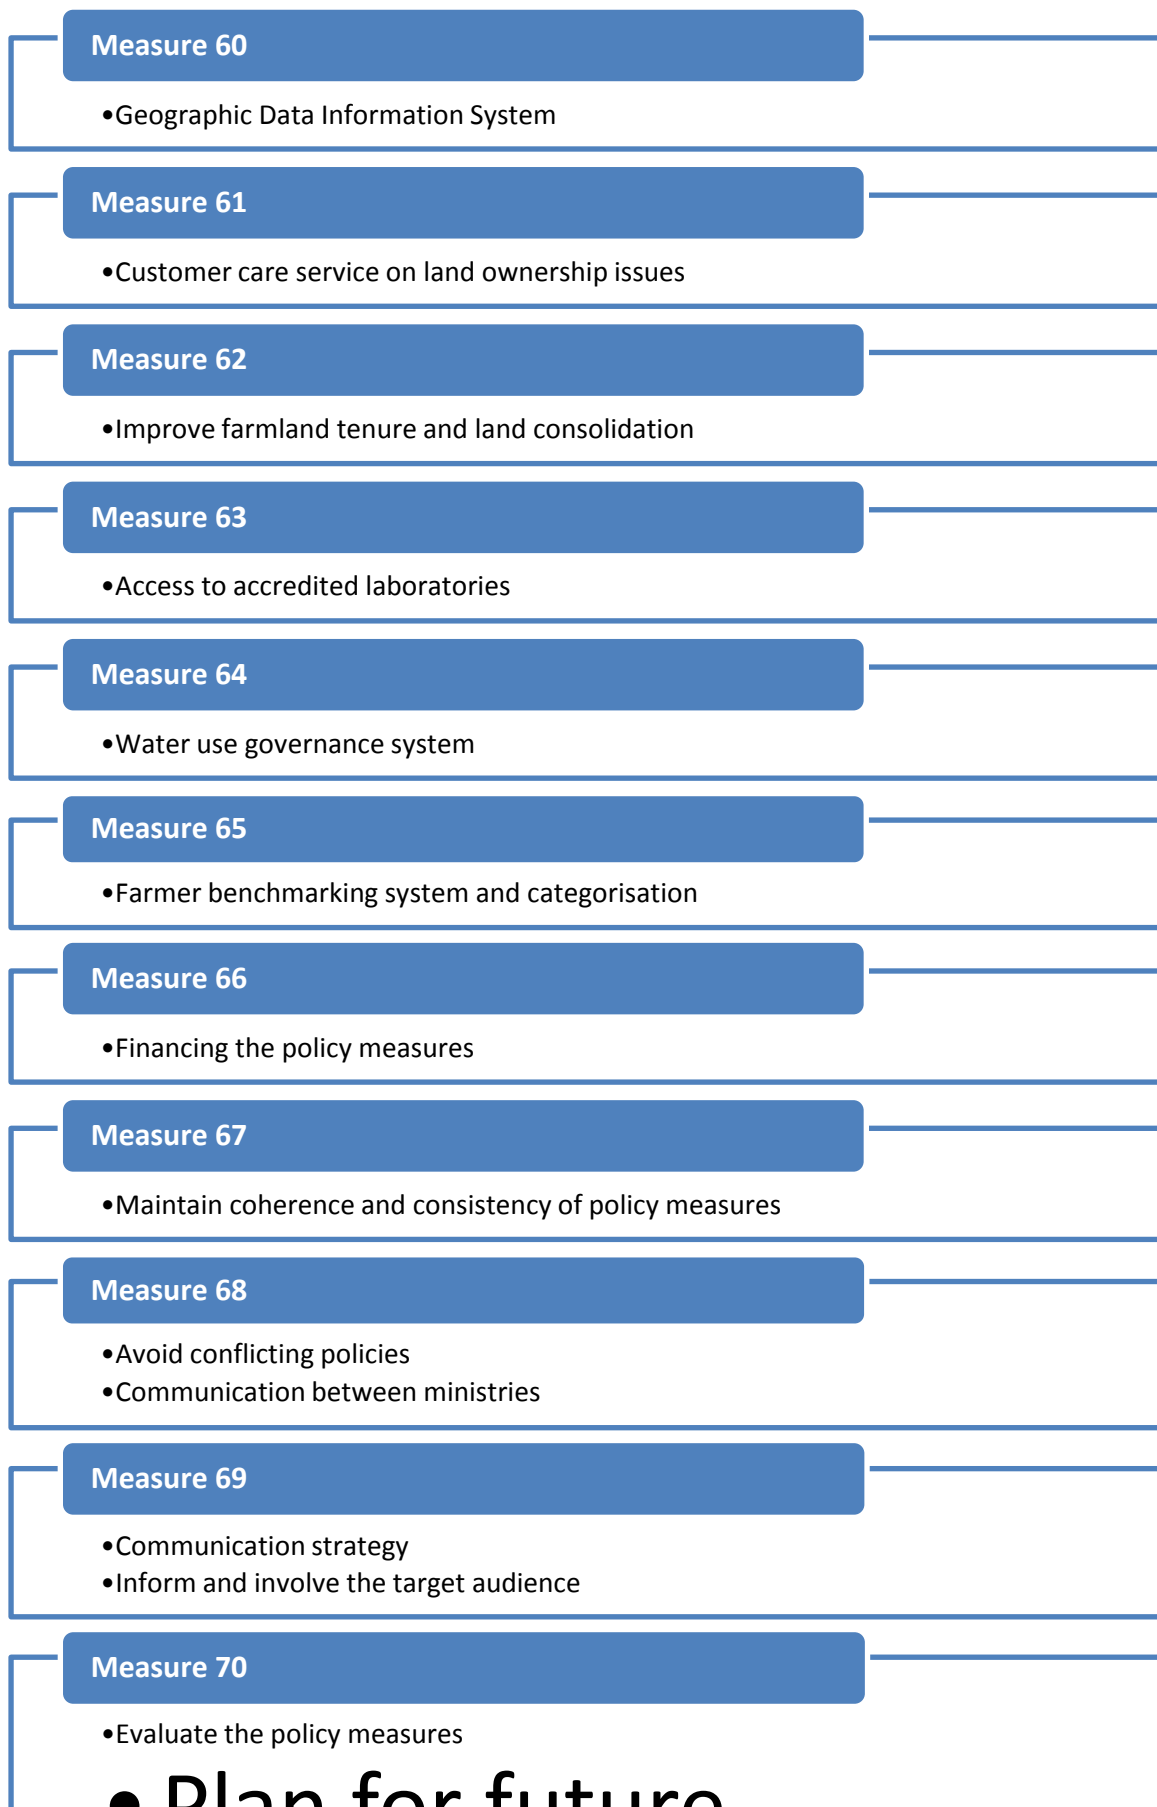 Measure 60
•Geographic Data Information System
Measure 61
•Customer care service on land ownership issues
Measure 62
•Improve farmland tenure and land consolidation
Measure 63
•Access to accredited laboratories
Measure 64
•Water use governance system
Measure 65
•Farmer benchmarking system and categorisation
Measure 66
•Financing the policy measures
Measure 67
•Maintain coherence and consistency of policy measures
Measure 68
•Avoid conflicting policies
•Communication between ministries
Measure 69
•Communication strategy
•Inform and involve the target audience
Measure 70
•Evaluate the policy measures
• Plan for future